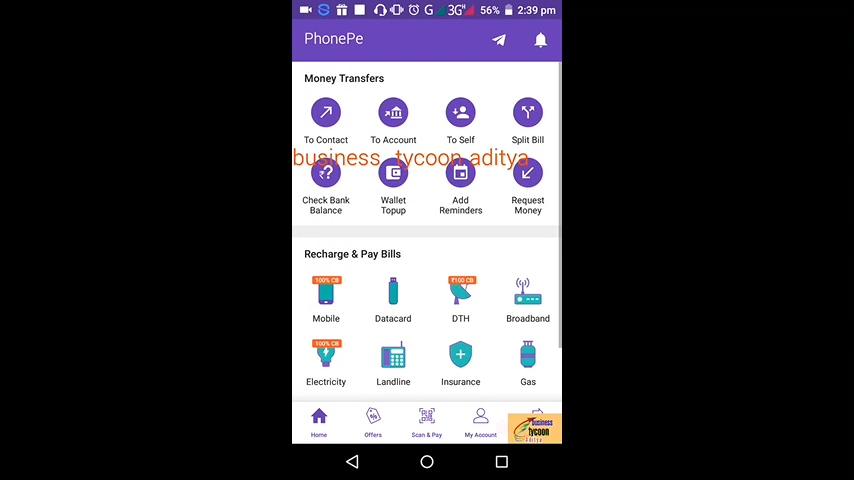 3G H 56% 2:39 pm
PhonePe
Money Transfers
To Contact To Account To Self Split Bill
business tycoon aditya
Check Bank Balance
Wallet Topup
Add Reminders
Request Money
Recharge & Pay Bills
100% CB
₹100 CB
Mobile Datacard DTH Broadband
100% CB
Electricity Landline Insurance Gas
Home Offers Scan & Pay My Account
business
tycoon
Aditya